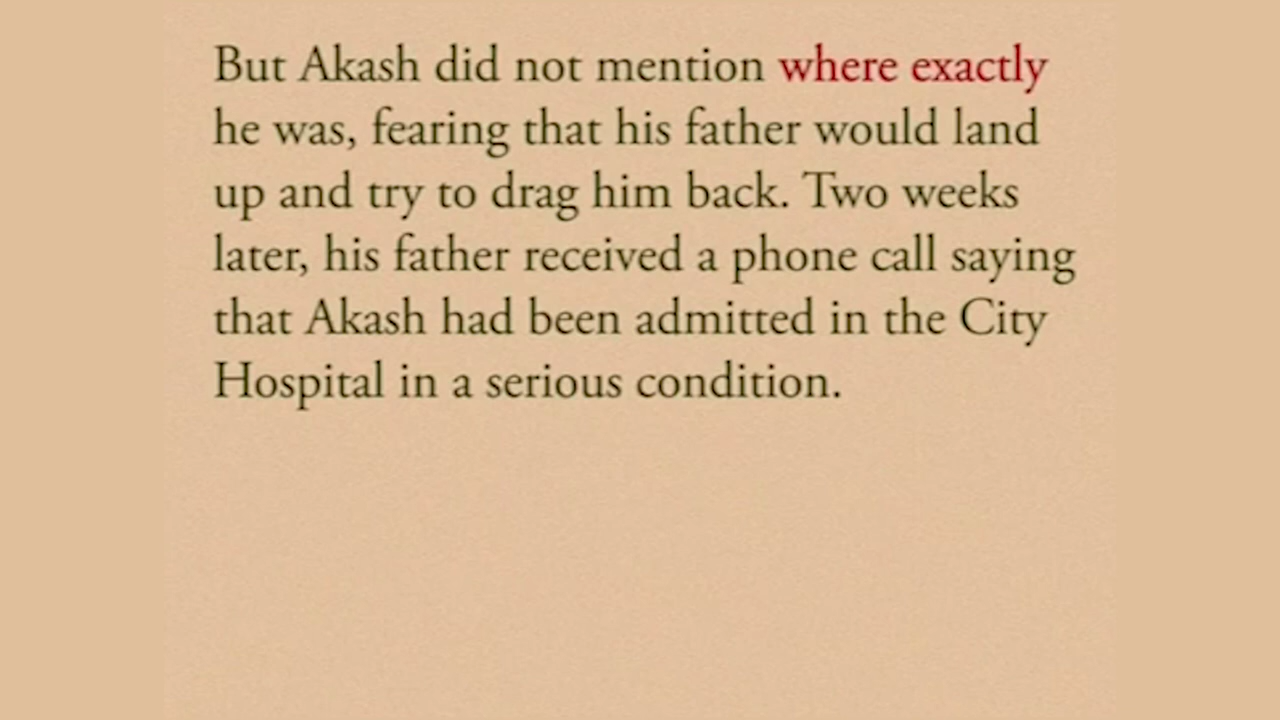 But Akash did not mention where exactly
he was, fearing that his father would land
up and try to drag him back. Two weeks
later, his father received a phone call saying
that Akash had been admitted in the City
Hospital in a serious condition.